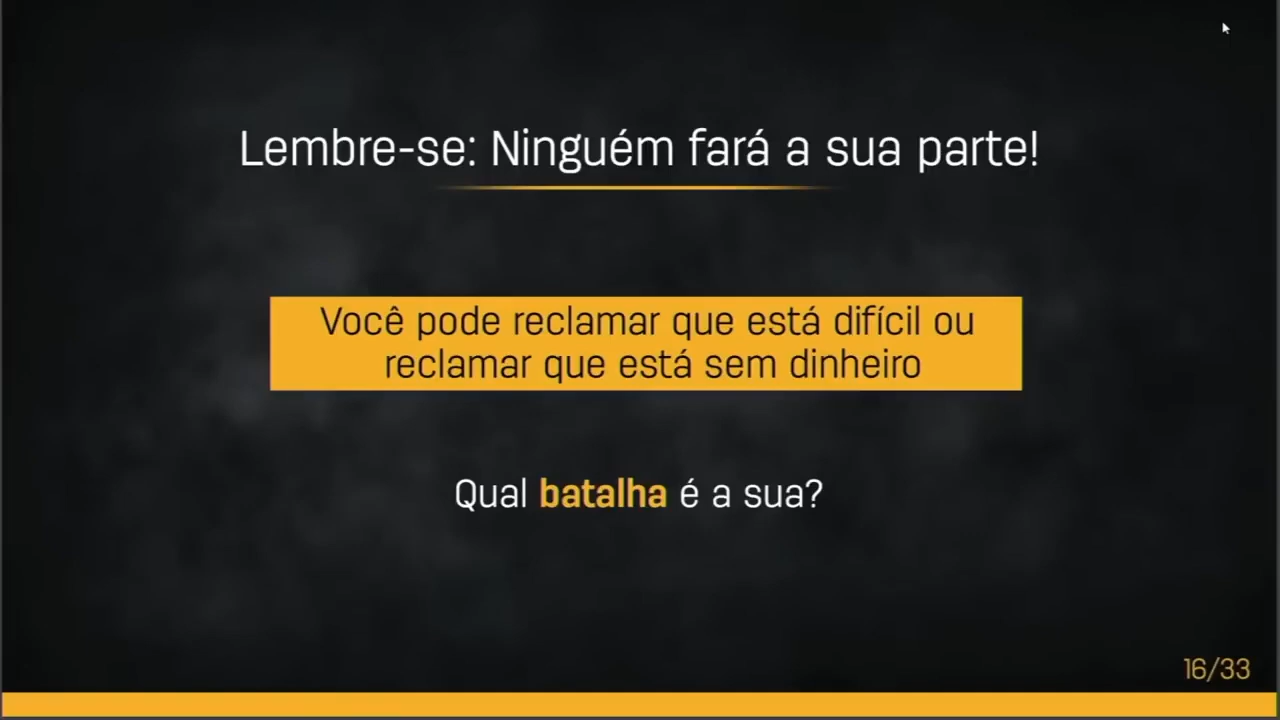 Lembre-se: Ninguém fará a sua parte!
Você pode reclamar que está difícil ou
reclamar que está sem dinheiro
Qual batalha é a sua?
16/33